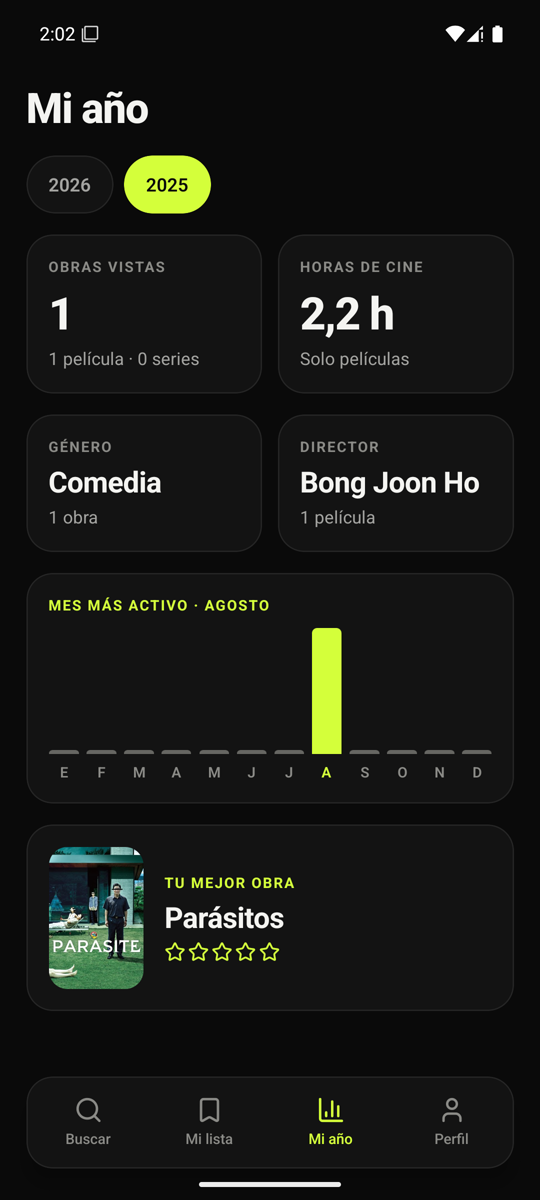 2:02
Mi año
2026
2025
OBRAS VISTAS
1
1 película · 0 series
HORAS DE CINE
2,2 h
Solo películas
GÉNERO
Comedia
1 obra
DIRECTOR
Bong Joon Ho
1 película
MES MÁS ACTIVO · AGOSTO
E F M A M J J A S O N D
PARASITE
TU MEJOR OBRA
Parásitos
Buscar
Mi lista
Mi año
Perfil